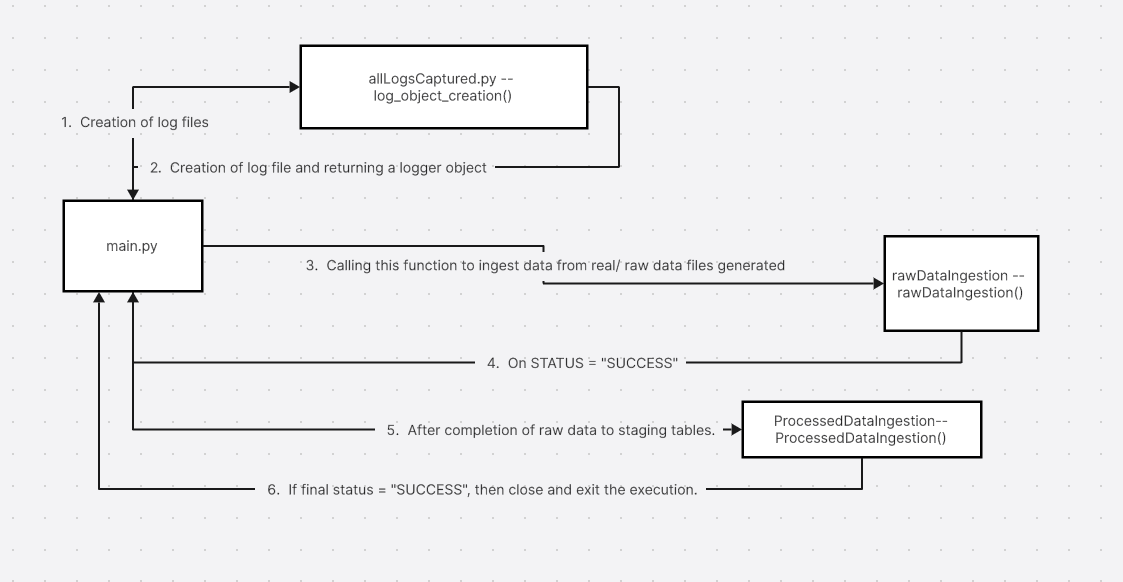 allLogsCaptured.py --
log_object_creation()
1. Creation of log files
2. Creation of log file and returning a logger object
main.py
3. Calling this function to ingest data from real/ raw data files generated
rawDataIngestion --
rawDataIngestion()
4. On STATUS = "SUCCESS"
ProcessedDataIngestion--
ProcessedDataIngestion()
5. After completion of raw data to staging tables.
6. If final status = "SUCCESS", then close and exit the execution.